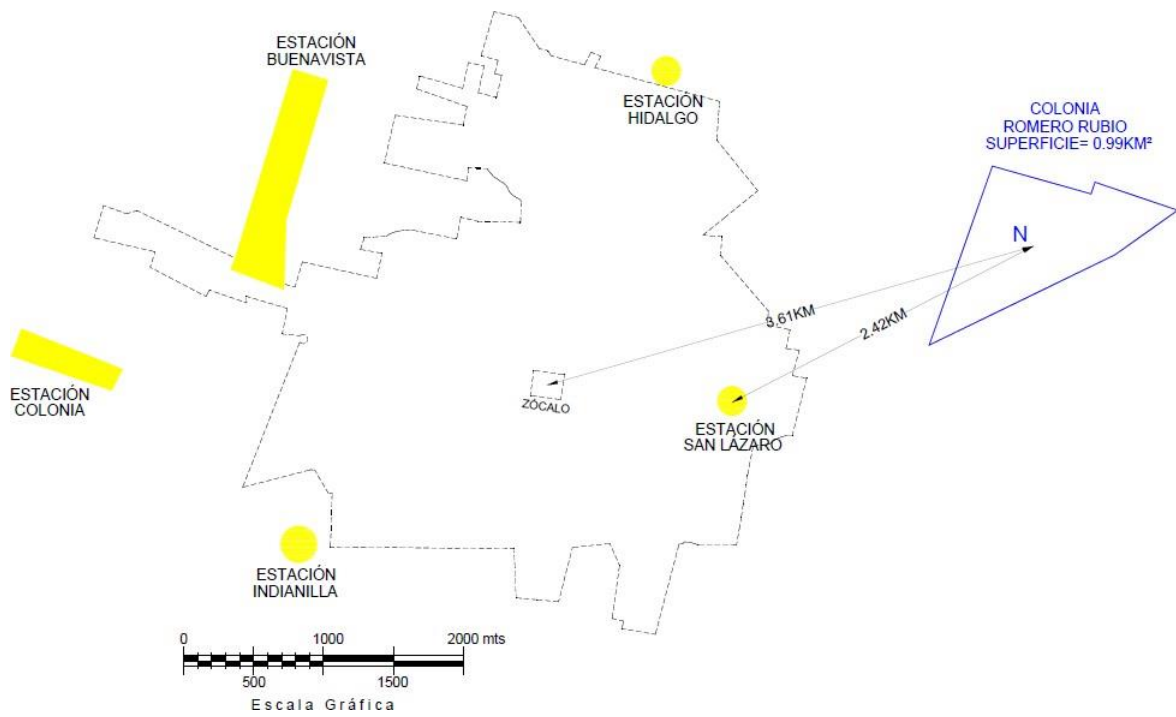 ESTACIÓN
BUENAVISTA
ESTACIÓN
HIDALGO
COLONIA
ROMERO RUBIO
SUPERFICIE= 0.99KM²
N
3.61KM
2.42KM
ESTACIÓN
COLONIA
ZÓCALO
ESTACIÓN
SAN LÁZARO
ESTACIÓN
INDIANILLA
0 1000 2000 mts
500 1500
Escala Gráfica